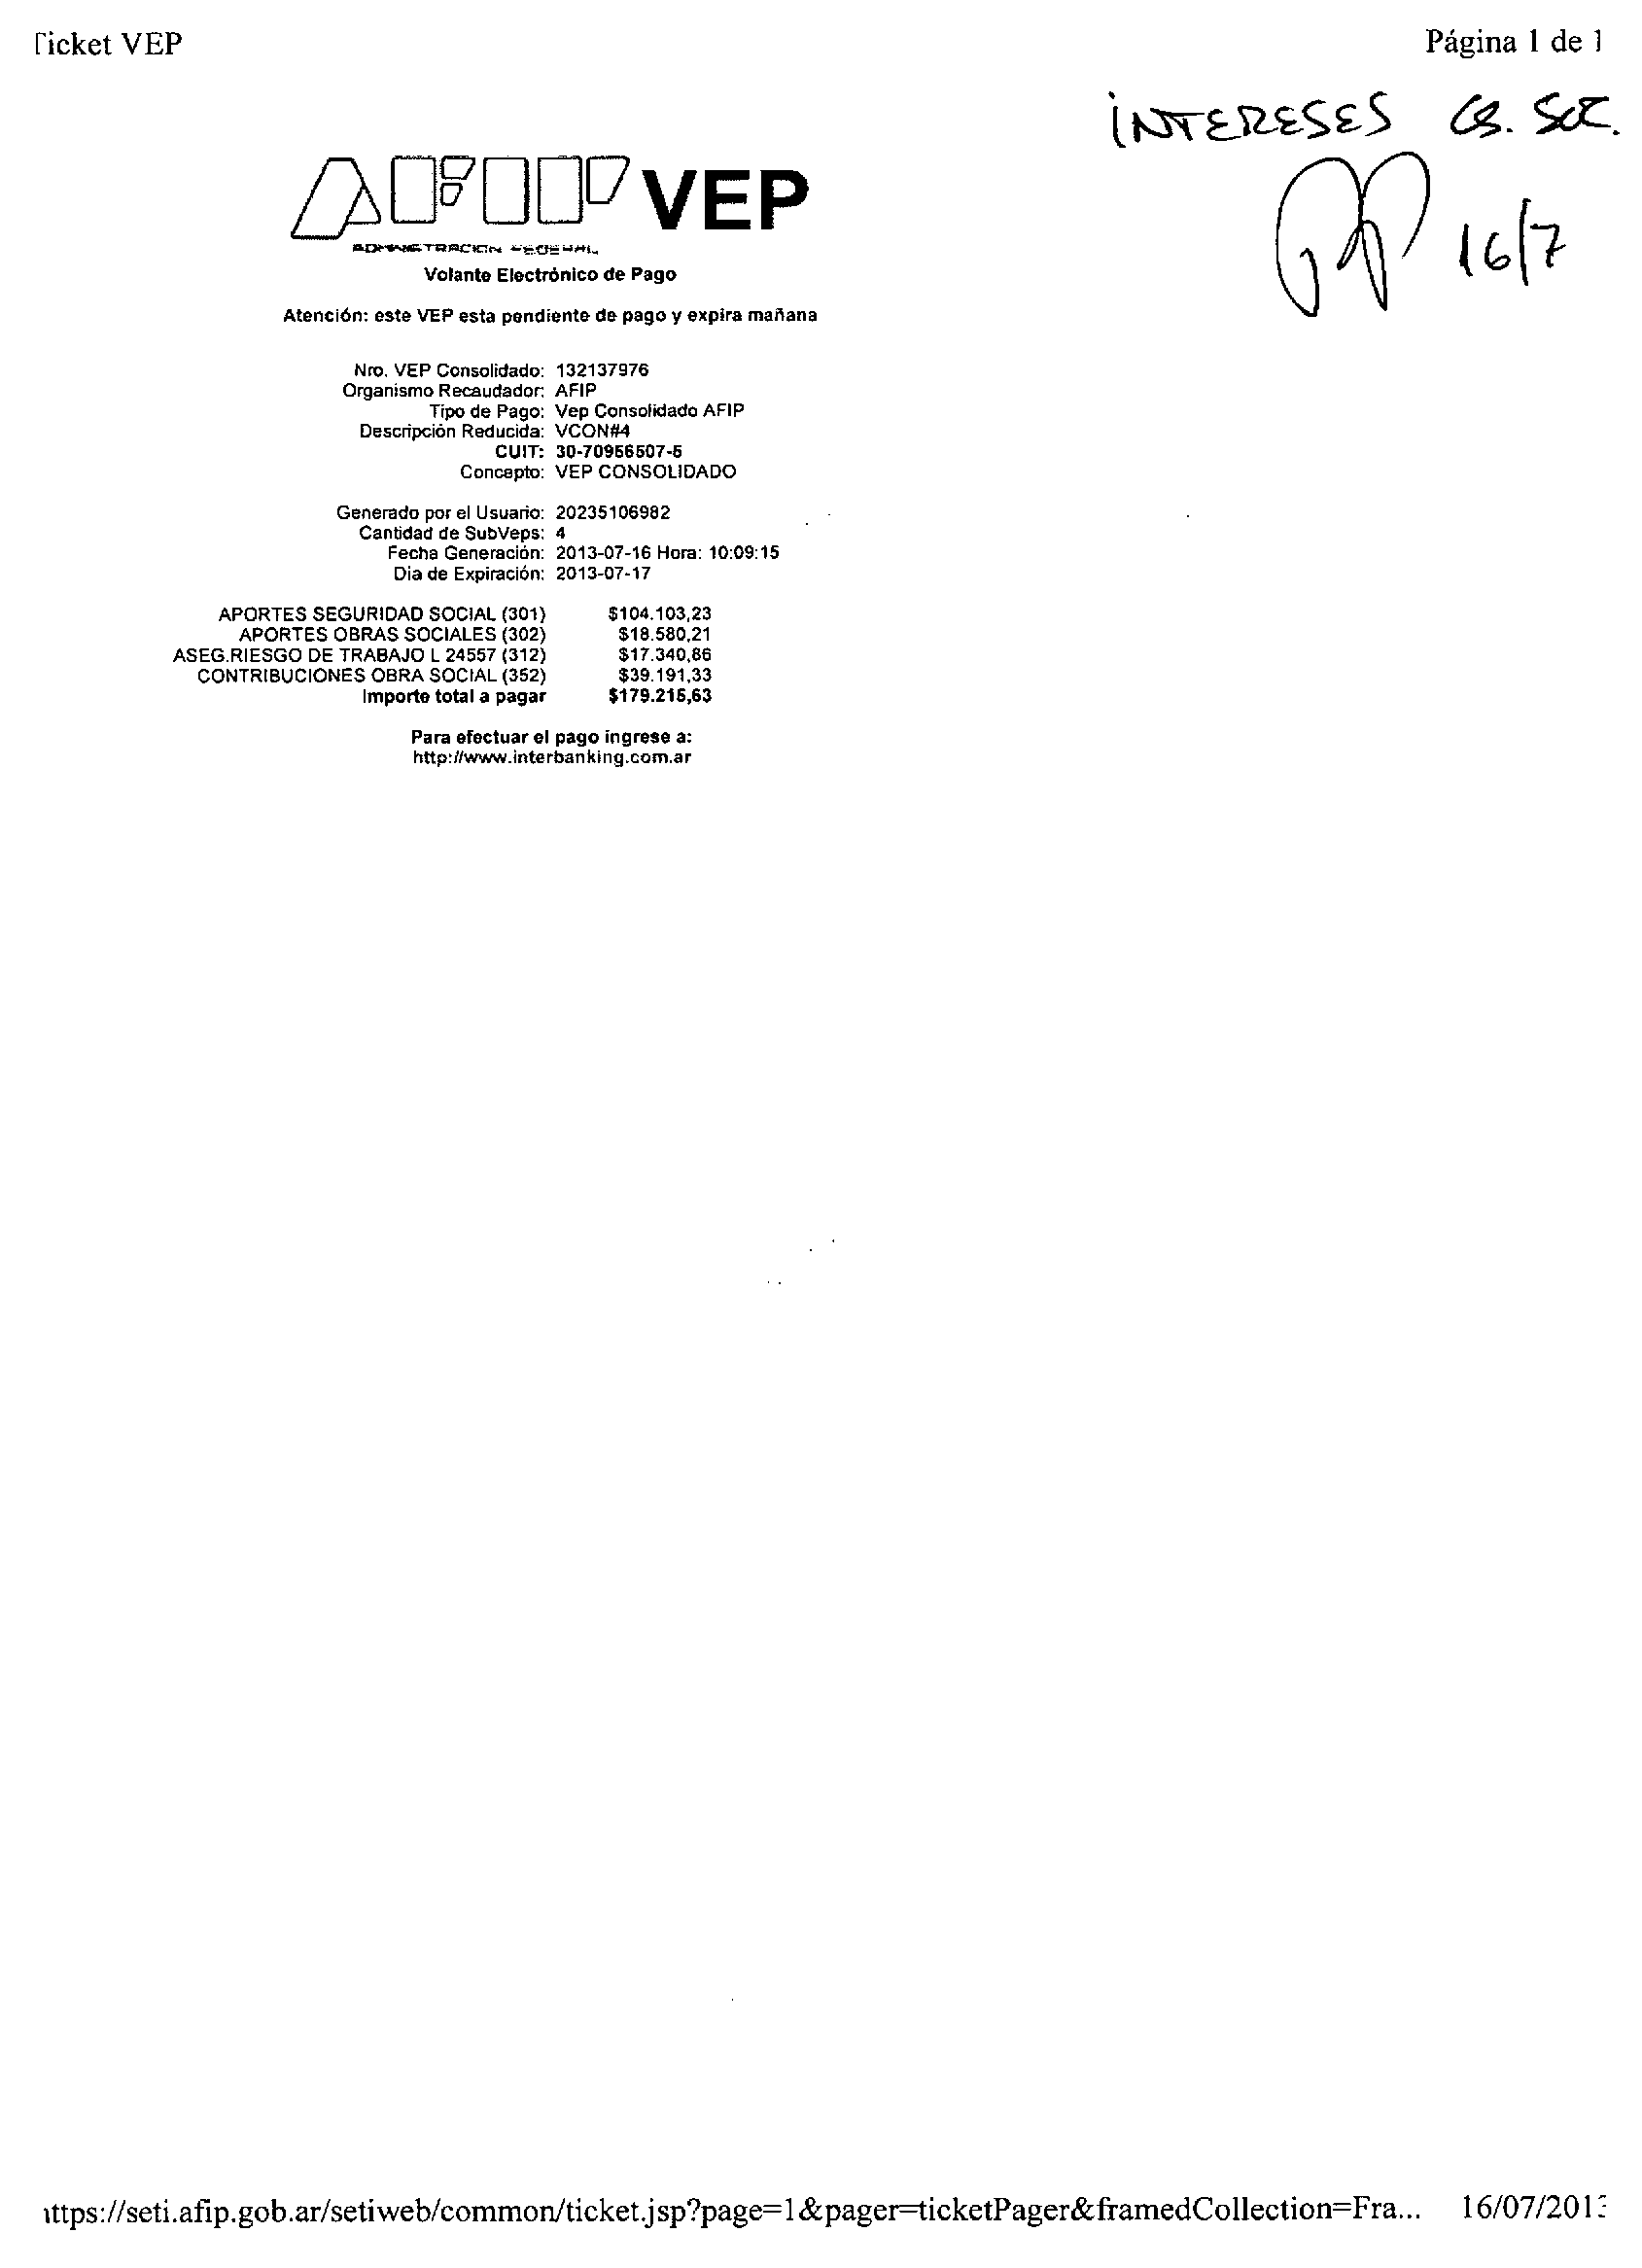 Ticket VEP
Página 1 de 1
INTERESES CS. SOC.
16/7
AFIP VEP
ADMINISTRACION FEDERAL
Volante Electrónico de Pago
Atención: este VEP esta pendiente de pago y expira mañana
Nro. VEP Consolidado: 132137976
Organismo Recaudador: AFIP
Tipo de Pago: Vep Consolidado AFIP
Descripción Reducida: VCON#4
CUIT: 30-70956507-5
Concepto: VEP CONSOLIDADO
Generado por el Usuario: 20235106982
Cantidad de SubVeps: 4
Fecha Generación: 2013-07-16 Hora: 10:09:15
Dia de Expiración: 2013-07-17
APORTES SEGURIDAD SOCIAL (301) $104.103,23
APORTES OBRAS SOCIALES (302) $18.580,21
ASEG.RIESGO DE TRABAJO L 24557 (312) $17.340,86
CONTRIBUCIONES OBRA SOCIAL (352) $39.191,33
Importe total a pagar $179.215,63
Para efectuar el pago ingrese a:
http://www.interbanking.com.ar
https://seti.afip.gob.ar/setiweb/common/ticket.jsp?page=1&pager=ticketPager&framedCollection=Fra... 16/07/2013